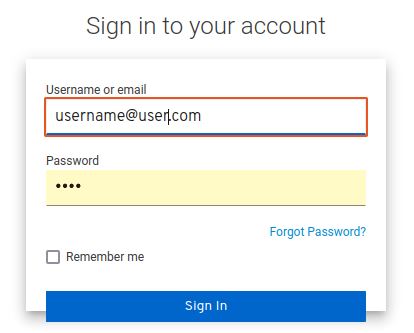 Sign in to your account
Username or email
username@user.com
Password
••••
Forgot Password?
Remember me
Sign In